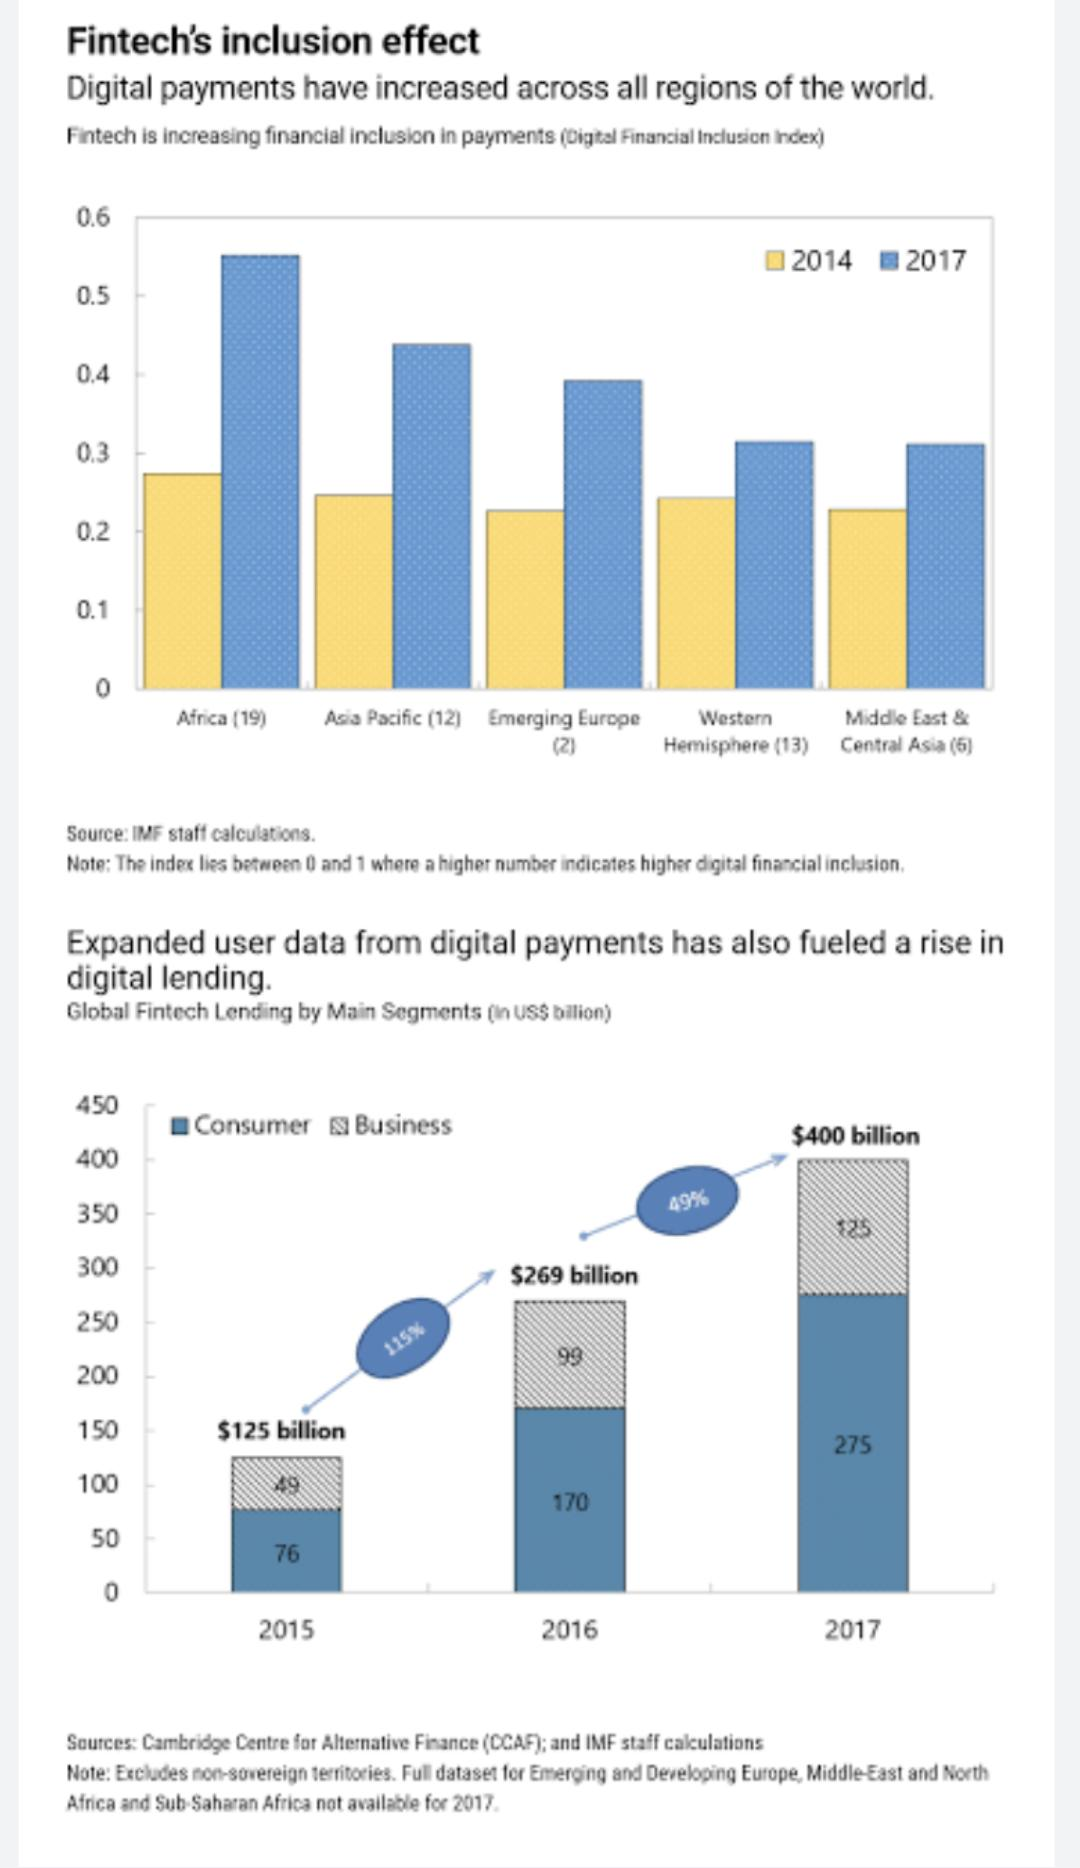 Fintech's inclusion effect
Digital payments have increased across all regions of the world.
Fintech is increasing financial inclusion in payments (Digital Financial Inclusion Index)
0.6
2014 2017
0.5
0.4
0.3
0.2
0.1
0
Africa (19) Asia Pacific (12) Emerging Europe Western Middle East &
(2) Hemisphere (13) Central Asia (6)
Source: IMF staff calculations.
Note: The index lies between 0 and 1 where a higher number indicates higher digital financial inclusion.
Expanded user data from digital payments has also fueled a rise in
digital lending.
Global Fintech Lending by Main Segments (In US$ billion)
450
Consumer Business
$400 billion
400
49%
350
125
300
$269 billion
250
115%
99
200
150
$125 billion
275
100
49
170
50
76
0
2015 2016 2017
Sources: Cambridge Centre for Alternative Finance (CCAF); and IMF staff calculations
Note: Excludes non-sovereign territories. Full dataset for Emerging and Developing Europe, Middle-East and North
Africa and Sub-Saharan Africa not available for 2017.